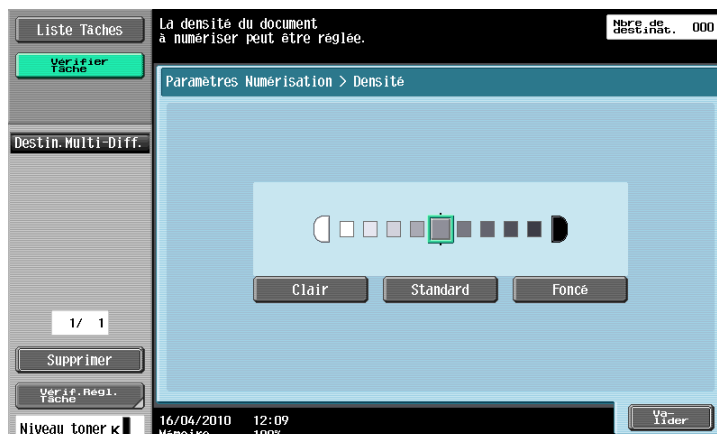 Liste Tâches
Vérifier
Tâche
La densité du document
à numériser peut être réglée.
Nbre de
destinat. 000
Paramètres Numérisation > Densité
Destin.Multi-Diff.
Clair
Standard
Foncé
1/ 1
Supprimer
Vérif.Régl.
Tâche
Niveau toner K
16/04/2010 12:09
Mémoire 100%
Va-
lider